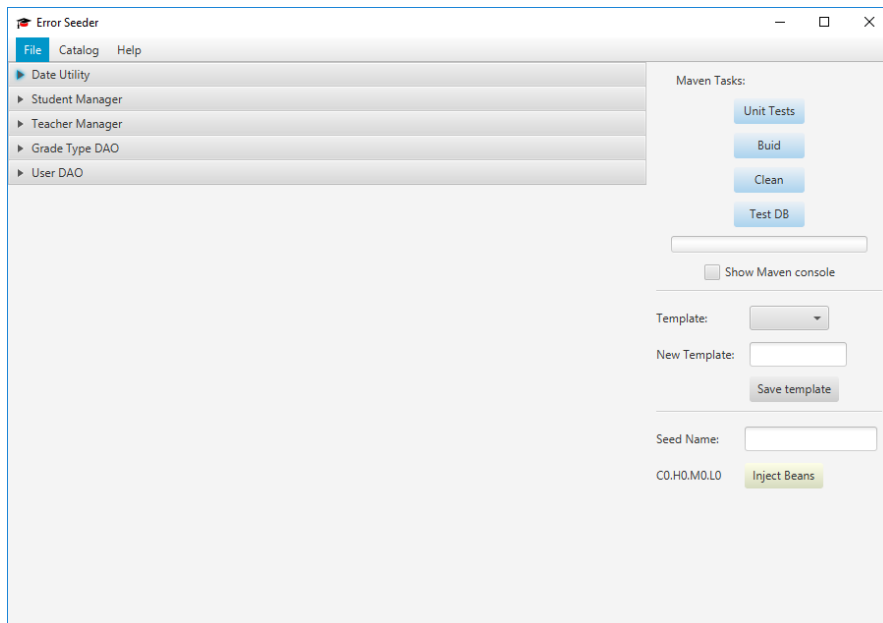 Error Seeder
File Catalog Help
Date Utility
Student Manager
Teacher Manager
Grade Type DAO
User DAO
Maven Tasks:
Unit Tests
Buid
Clean
Test DB
Show Maven console
Template:
New Template:
Save template
Seed Name:
C0.H0.M0.L0 Inject Beans